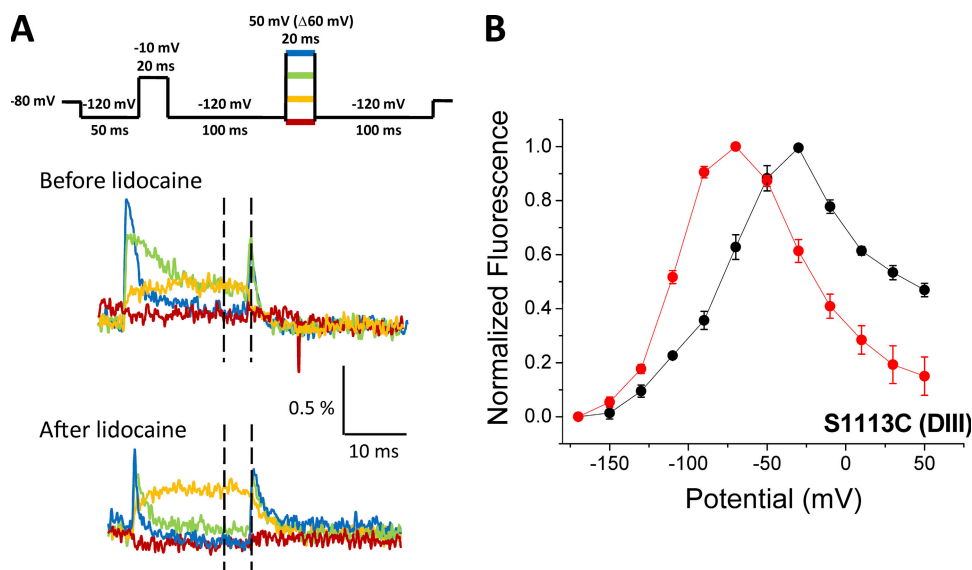 A
50 mV (Δ60 mV)
20 ms
-10 mV
20 ms
-80 mV
-120 mV
-120 mV
-120 mV
50 ms
100 ms
100 ms
Before lidocaine
0.5 %
10 ms
After lidocaine
B
Normalized Fluorescence
1.0
0.8
0.6
0.4
0.2
0.0
S1113C (DIII)
-150
-100
-50
0
50
Potential (mV)